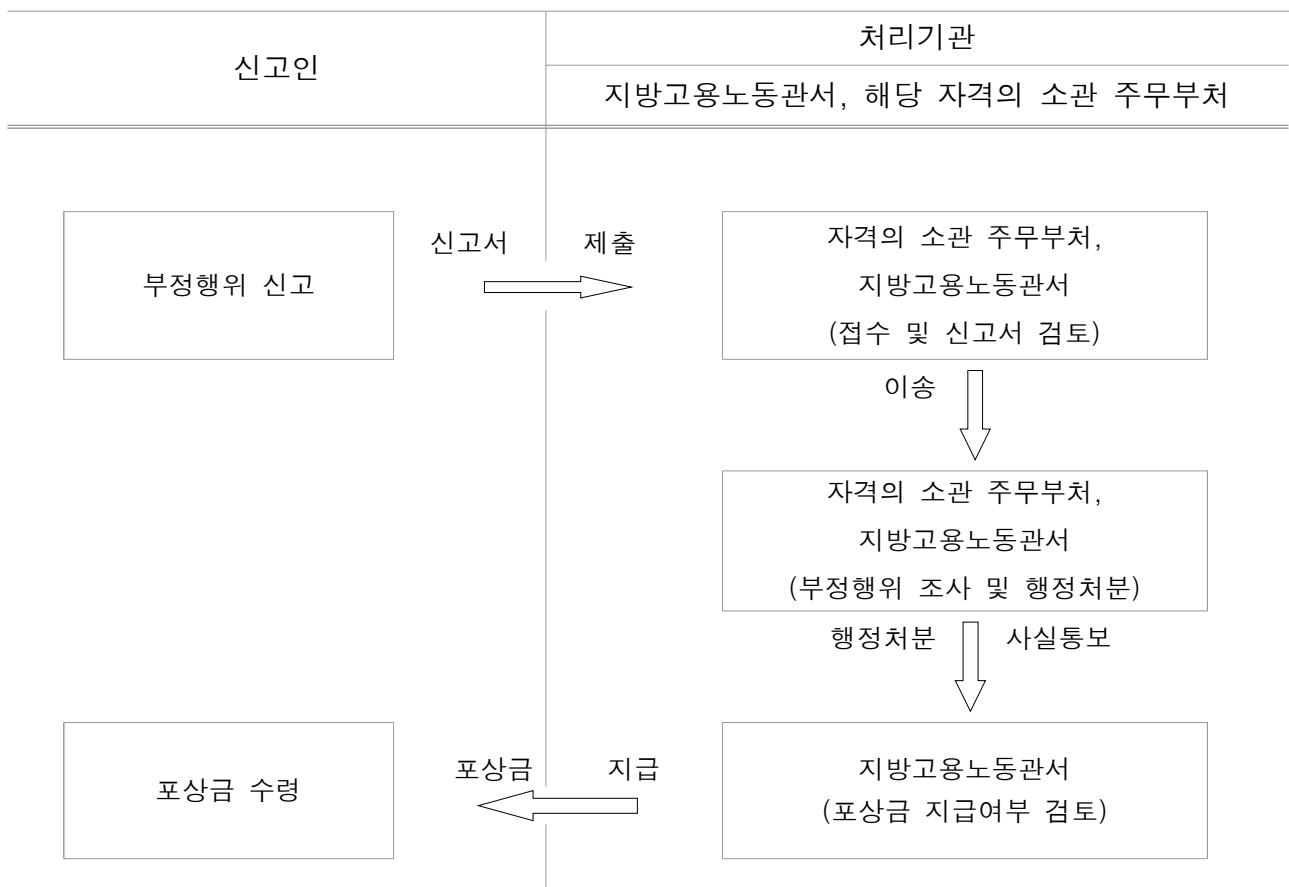 신고인
처리기관
지방고용노동관서, 해당 자격의 소관 주무부처
부정행위 신고
신고서 제출
자격의 소관 주무부처,
지방고용노동관서
(접수 및 신고서 검토)
이송
자격의 소관 주무부처,
지방고용노동관서
(부정행위 조사 및 행정처분)
행정처분 사실통보
포상금 수령
포상금 지급
지방고용노동관서
(포상금 지급여부 검토)